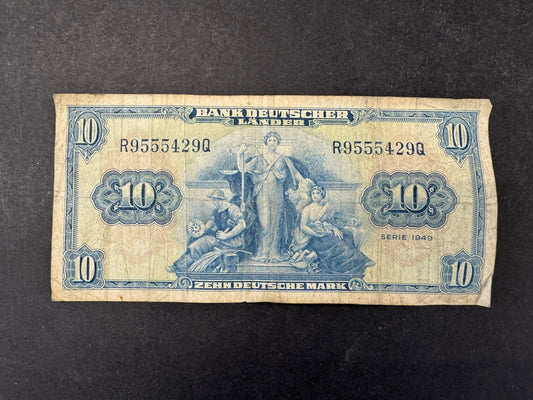 BANK DEUTSCHER
LÄNDER
10 10
R9555429Q R9555429Q
10 10
SERIE 1949
10 10
ZEHN DEUTSCHE MARK